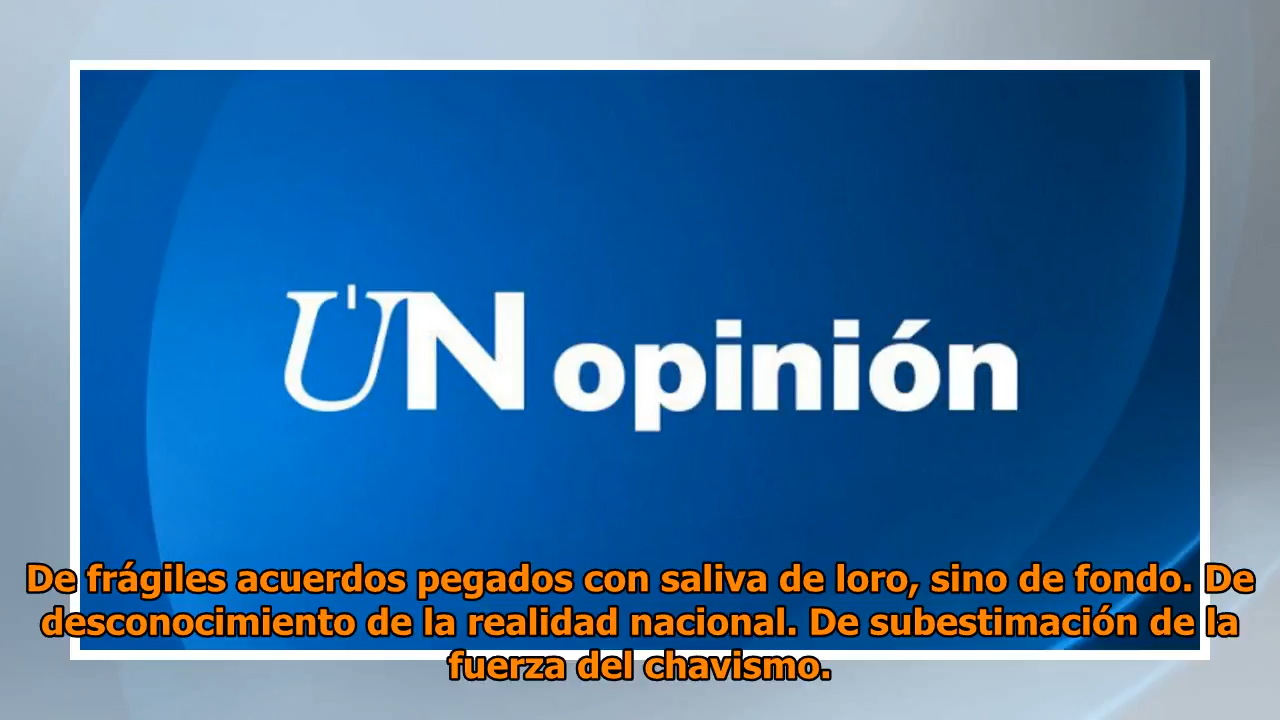 UN opinión
De frágiles acuerdos pegados con saliva de loro, sino de fondo. De
desconocimiento de la realidad nacional. De subestimación de la
fuerza del chavismo.